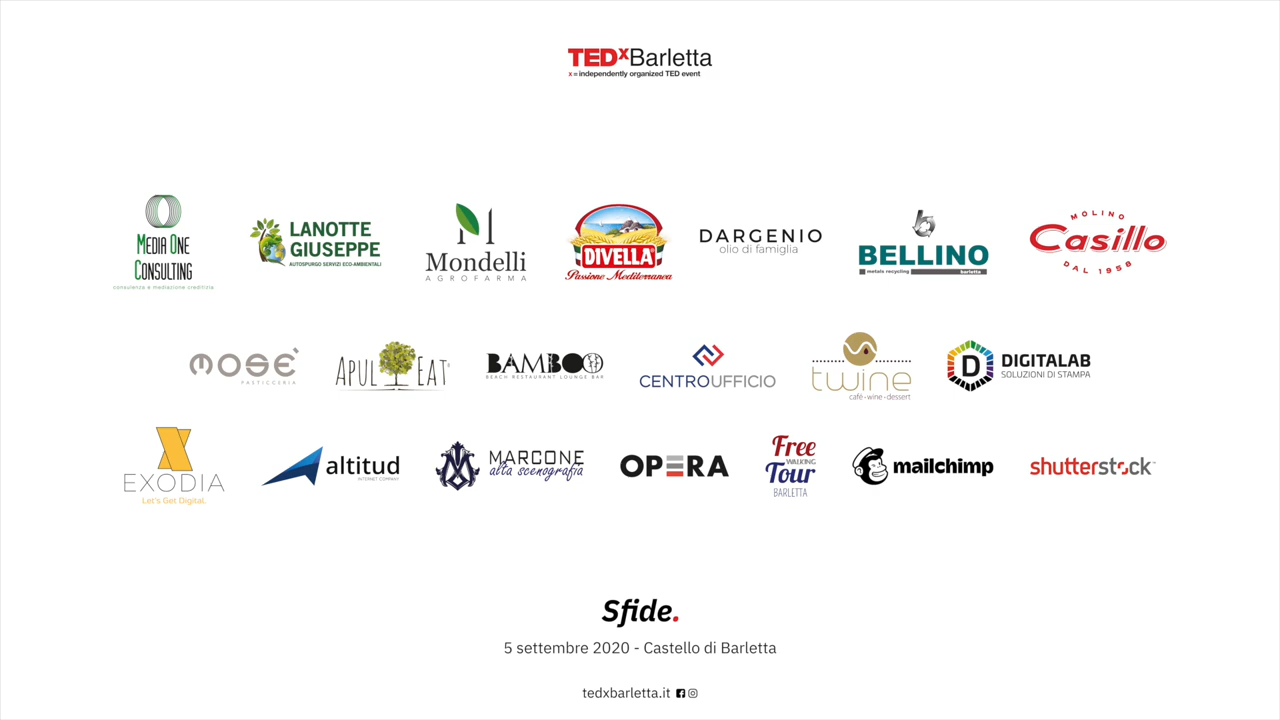 TEDxBarletta
x = independently organized TED event
MEDIA ONE
CONSULTING
consulenza e mediazione creditizia
LANOTTE
GIUSEPPE
AUTOSPURGO SERVIZI ECO-AMBIENTALI
Mondelli
AGROFARMA
DIVELLA
Passione Mediterranea
DARGENIO
olio di famiglia
BELLINO
metals recycling barletta
MOLINO
Casillo
DAL 1958
MOSE'
PASTICCERIA
APULEAT
BAMBOO
BEACH RESTAURANT LOUNGE BAR
CENTROUFFICIO
twine
café - wine - dessert
D
DIGITALAB
SOLUZIONI DI STAMPA
EXODIA
Let's Get Digital.
altitud
INTERNET COMPANY
MARCONE
alta scenografia
OPERA
Free
WALKING
Tour
BARLETTA
mailchimp
shutterstock
Sfide.
5 settembre 2020 - Castello di Barletta
tedxbarletta.it